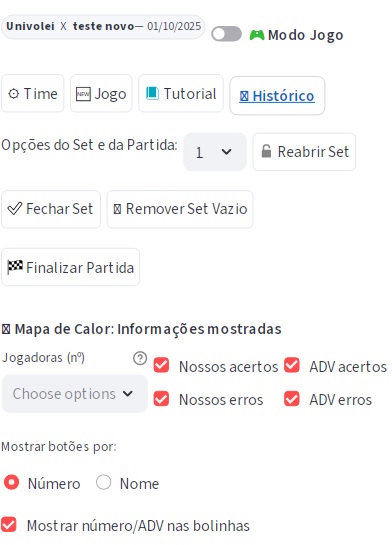 Univolei X teste novo— 01/10/2025
Modo Jogo
Time
NEW Jogo
Tutorial
Histórico
Opções do Set e da Partida:
1
Reabrir Set
Fechar Set
Remover Set Vazio
Finalizar Partida
Mapa de Calor: Informações mostradas
Jogadoras (nº)
Choose options
Nossos acertos
ADV acertos
Nossos erros
ADV erros
Mostrar botões por:
Número
Nome
Mostrar número/ADV nas bolinhas